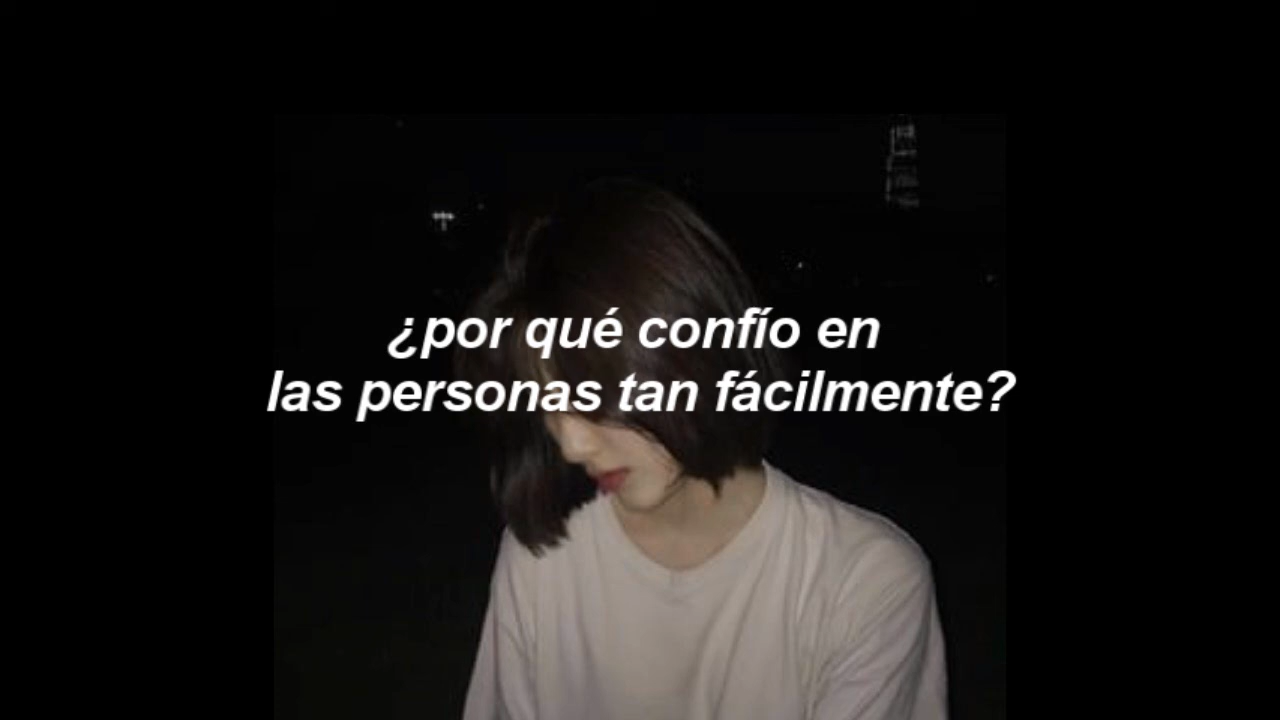 ¿por qué confío en
las personas tan fácilmente?